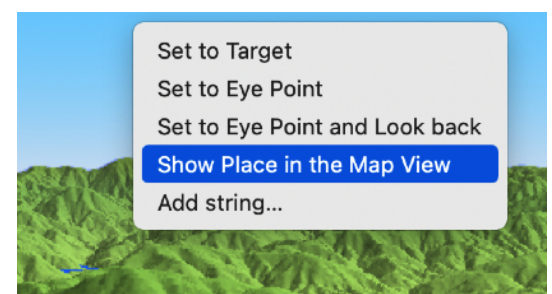 Set to Target
Set to Eye Point
Set to Eye Point and Look back
Show Place in the Map View
Add string...